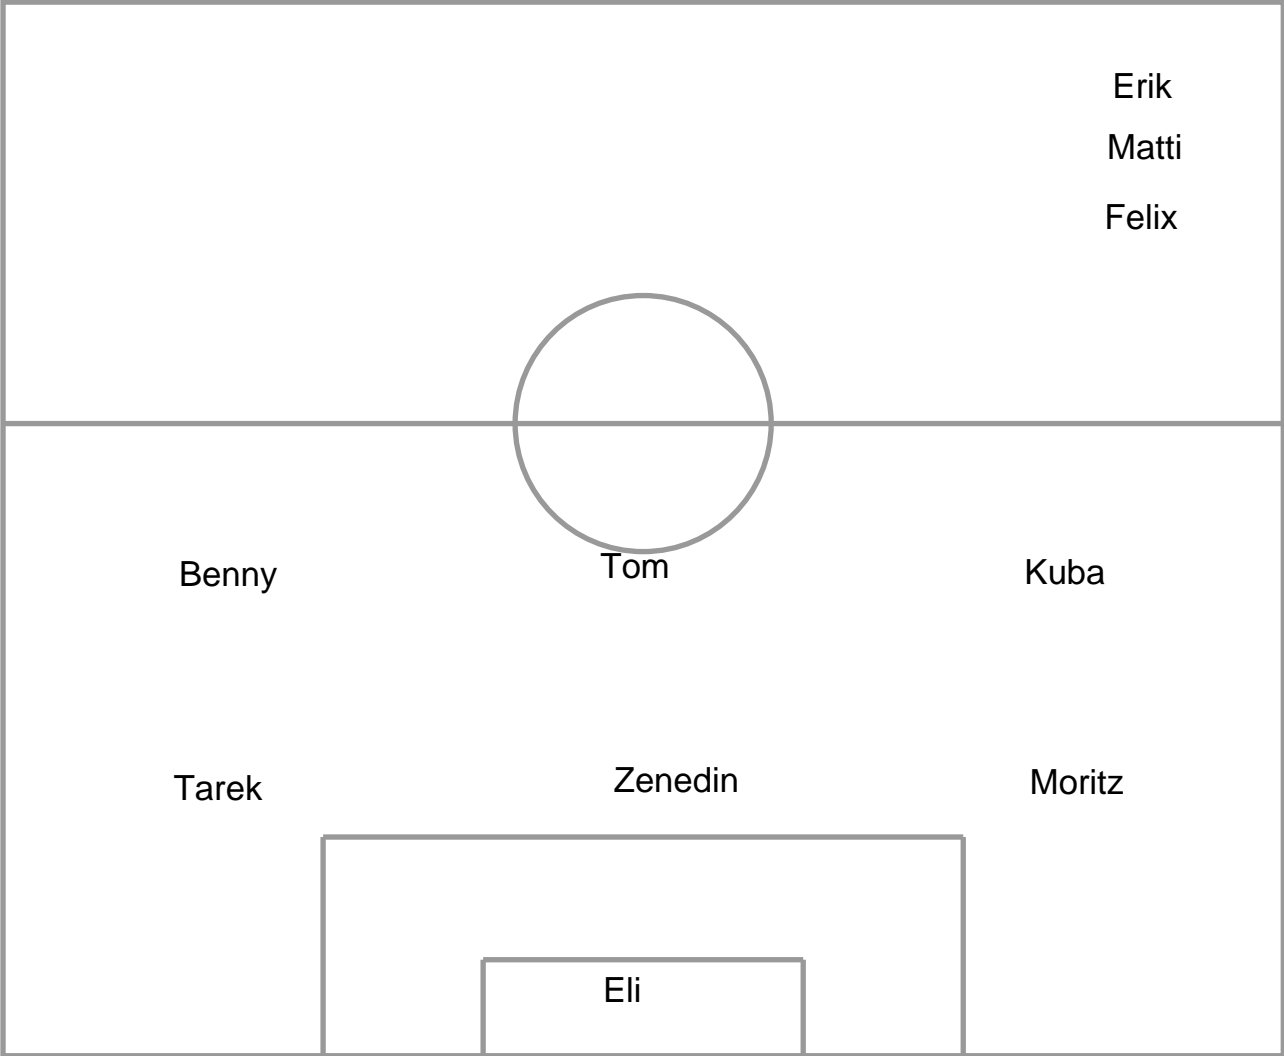 Erik
Matti
Felix
Benny Tom Kuba
Tarek Zenedin Moritz
Eli